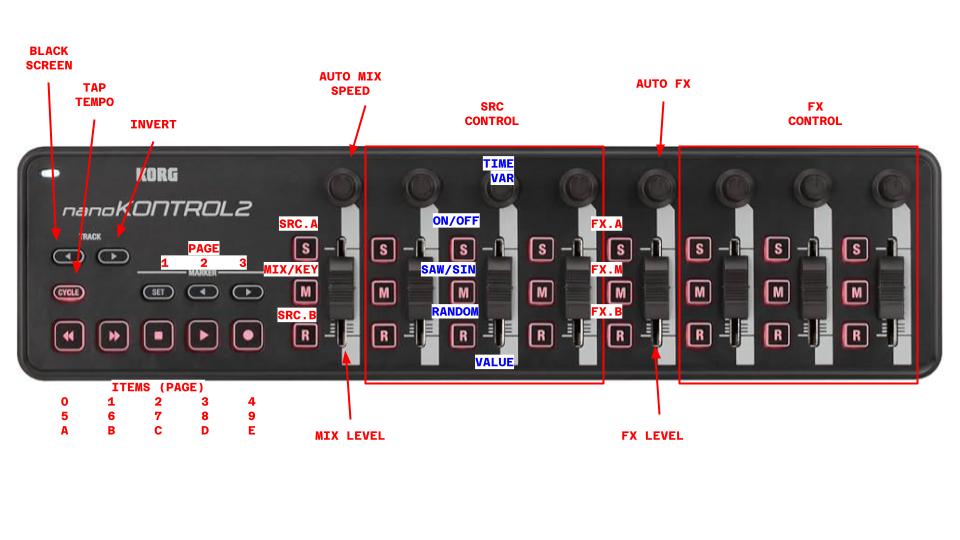 BLACK
SCREEN
TAP
TEMPO
INVERT
AUTO MIX
SPEED
SRC
CONTROL
AUTO FX
FX
CONTROL
KORG
nanoKONTROL2
TIME
VAR
TRACK
SRC.A
ON/OFF
FX.A
S S S S S S S S
PAGE
1 2 3
MARKER
MIX/KEY
SAW/SIN
FX.M
CYCLE
SET
M M M M M M M M
SRC.B
RANDOM
FX.B
R R R R R R R R
VALUE
ITEMS (PAGE)
0 1 2 3 4
5 6 7 8 9
A B C D E
MIX LEVEL
FX LEVEL